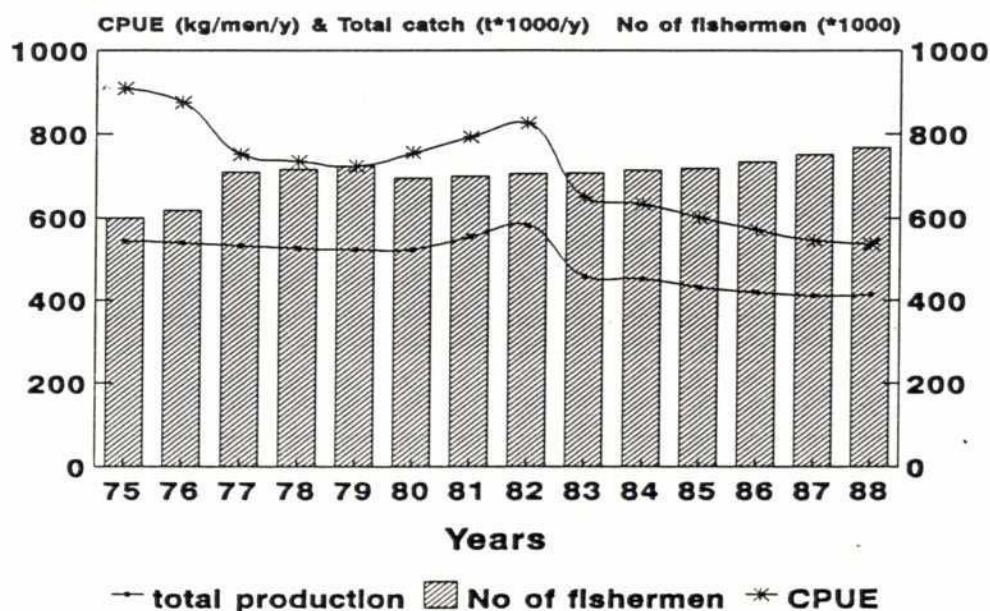 CPUE (kg/men/y) & Total catch (t*1000/y) No of fishermen (*1000)
1000 1000
800 800
600 600
400 400
200 200
0 0
75 76 77 78 79 80 81 82 83 84 85 86 87 88
Years
total production No of fishermen CPUE